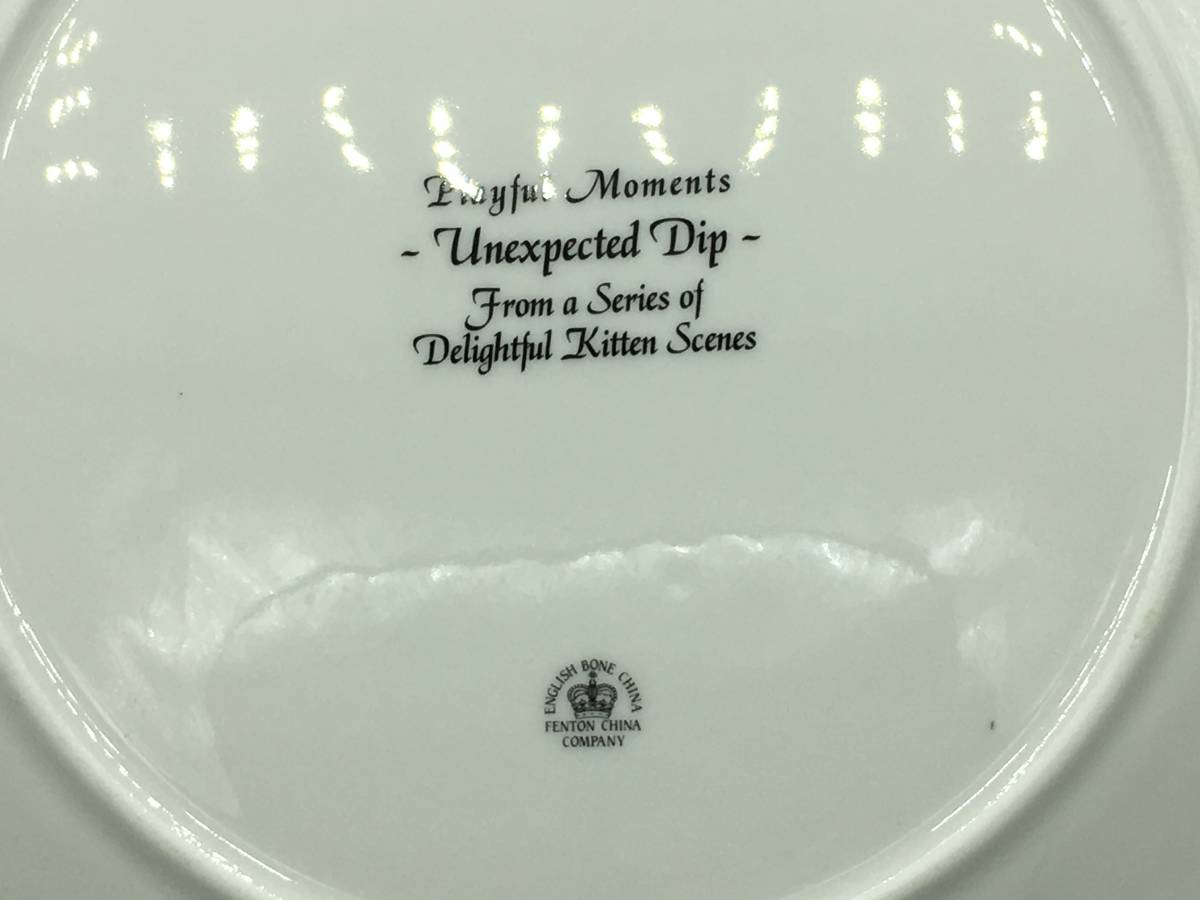 Playful Moments
~ Unexpected Dip ~
From a Series of
Delightful Kitten Scenes
ENGLISH BONE CHINA
FENTON CHINA
COMPANY